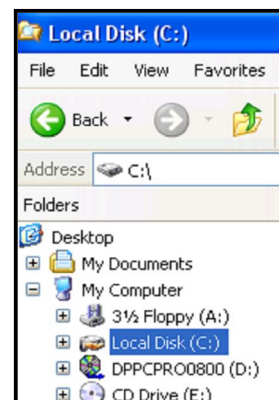 Local Disk (C:)
File Edit View Favorites
Back
Address C:\
Folders
Desktop
My Documents
My Computer
3½ Floppy (A:)
Local Disk (C:)
DPPCPRO0800 (D:)
CD Drive (E:)